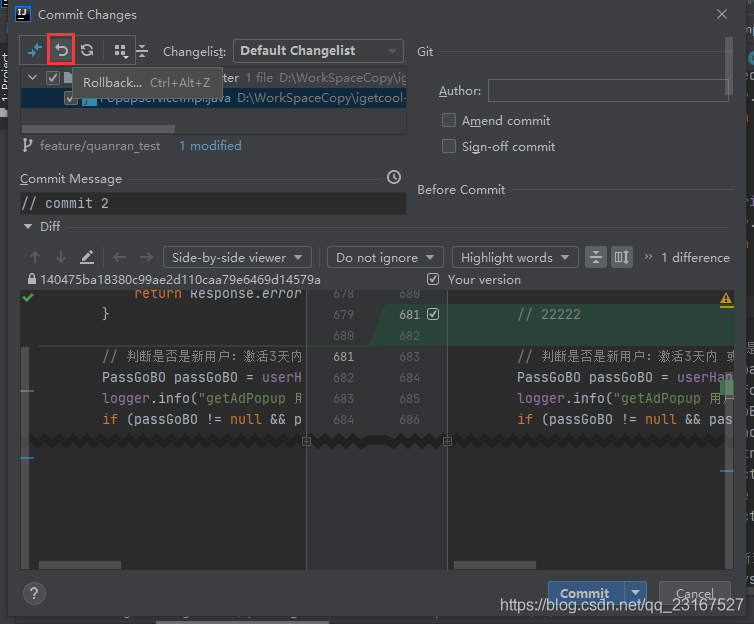 Commit Changes
Changelist: Default Changelist
Git
Rollback... Ctrl+Alt+Z
ter 1 file D:\WorkSpaceCopy\ig
PopupServiceImpl.java D:\WorkSpaceCopy\igetcool-
Author:
Amend commit
Sign-off commit
feature/quanran_test 1 modified
Commit Message
Before Commit
// commit 2
Diff
Side-by-side viewer
Do not ignore
Highlight words
1 difference
140475ba18380c99ae2d110caa79e6469d14579a
Your version
return Response.error 678 680
} 679 681 // 22222
680 682
// 判断是否是新用户: 激活3天内 681 683 // 判断是否是新用户: 激活3天内 或
PassGoBO passGoBO = userH 682 684 PassGoBO passGoBO = userHan
logger.info("getAdPopup 用 683 685 logger.info("getAdPopup 用户
if (passGoBO != null && p 684 686 if (passGoBO != null && pas
?
Commit
Cancel
https://blog.csdn.net/qq_23167527